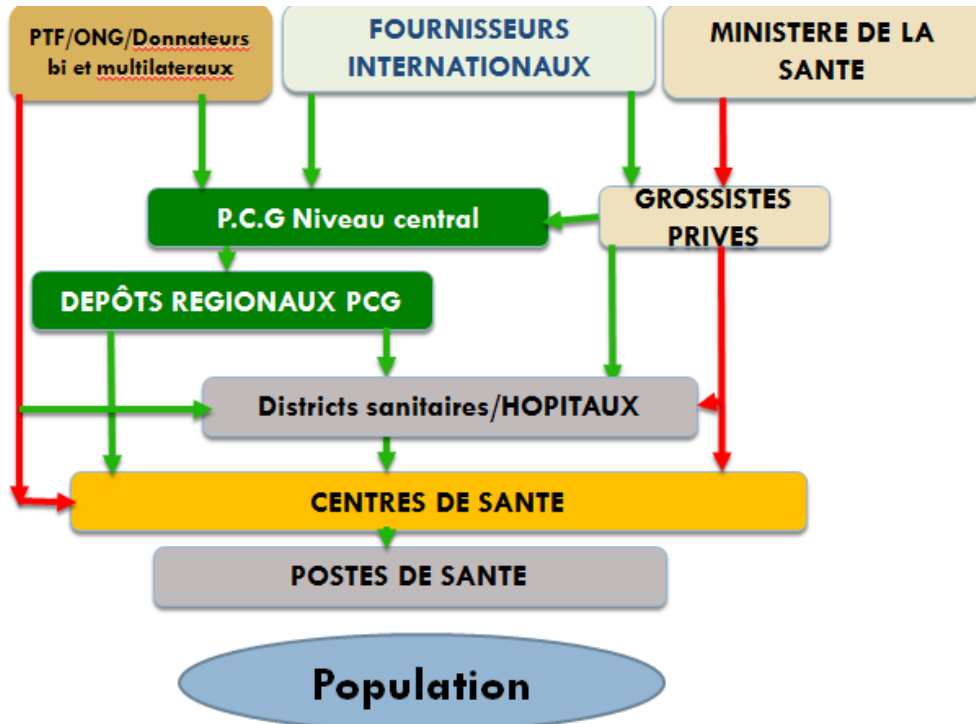 PTF/ONG/Donnateurs
bi et multilateraux
FOURNISSEURS
INTERNATIONAUX
MINISTERE DE LA
SANTE
P.C.G Niveau central
GROSSISTES
PRIVES
DEPÔTS REGIONAUX PCG
Districts sanitaires/HOPITAUX
CENTRES DE SANTE
POSTES DE SANTE
Population